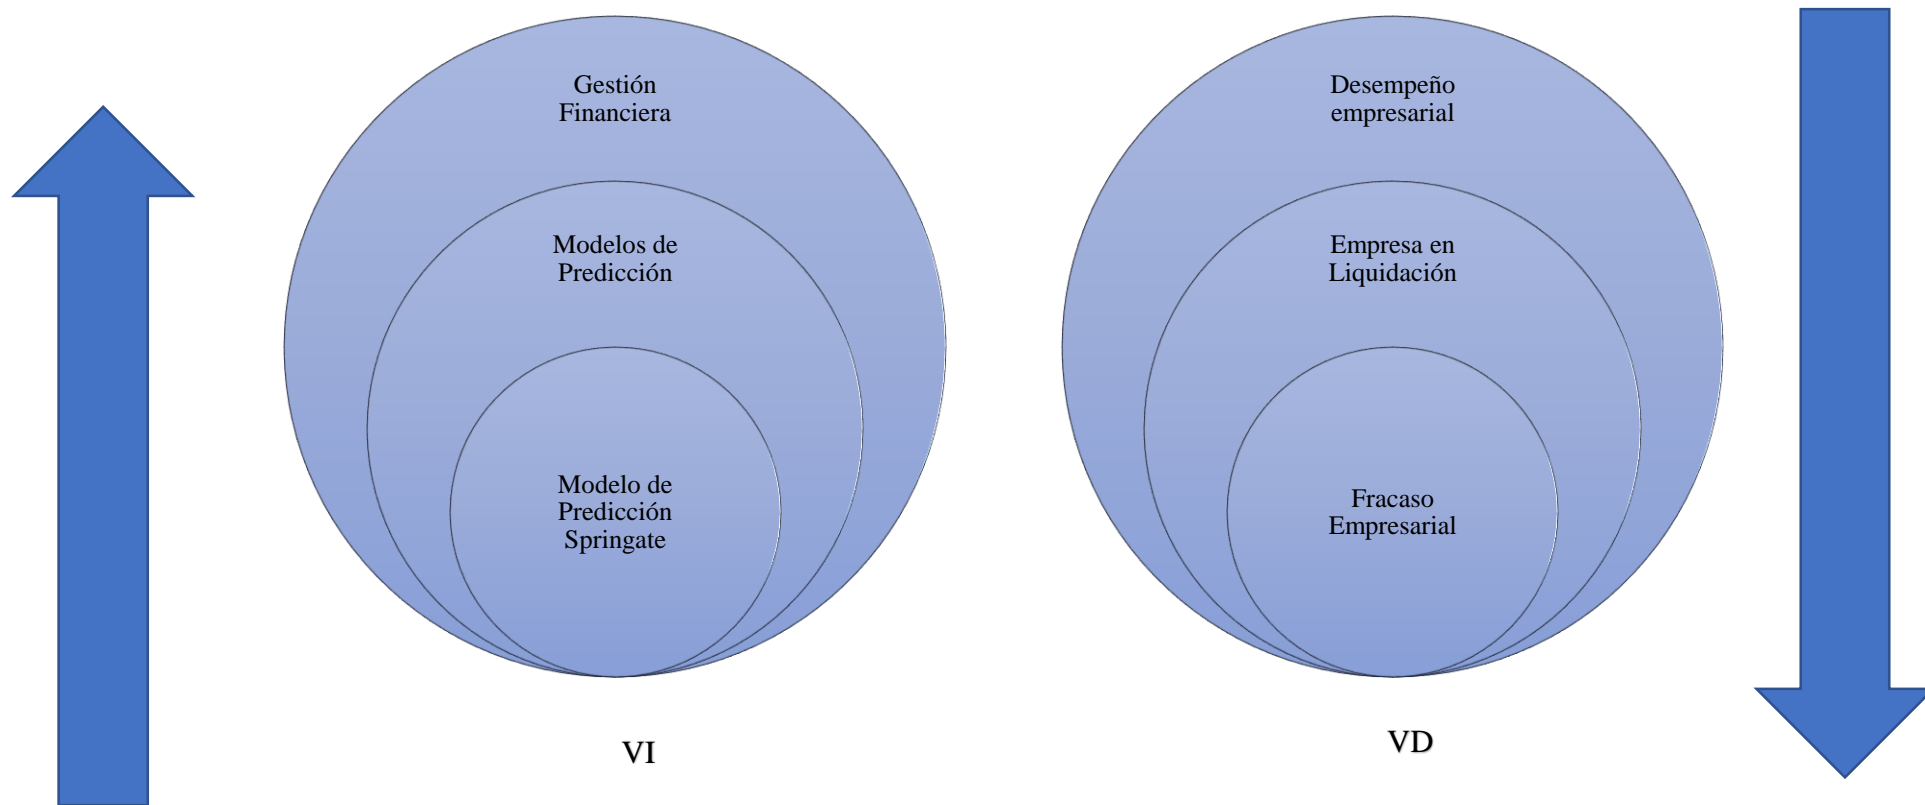 Gestión
Financiera
Modelos de
Predicción
Modelo de
Predicción
Springate
VI
Desempeño
empresarial
Empresa en
Liquidación
Fracaso
Empresarial
VD